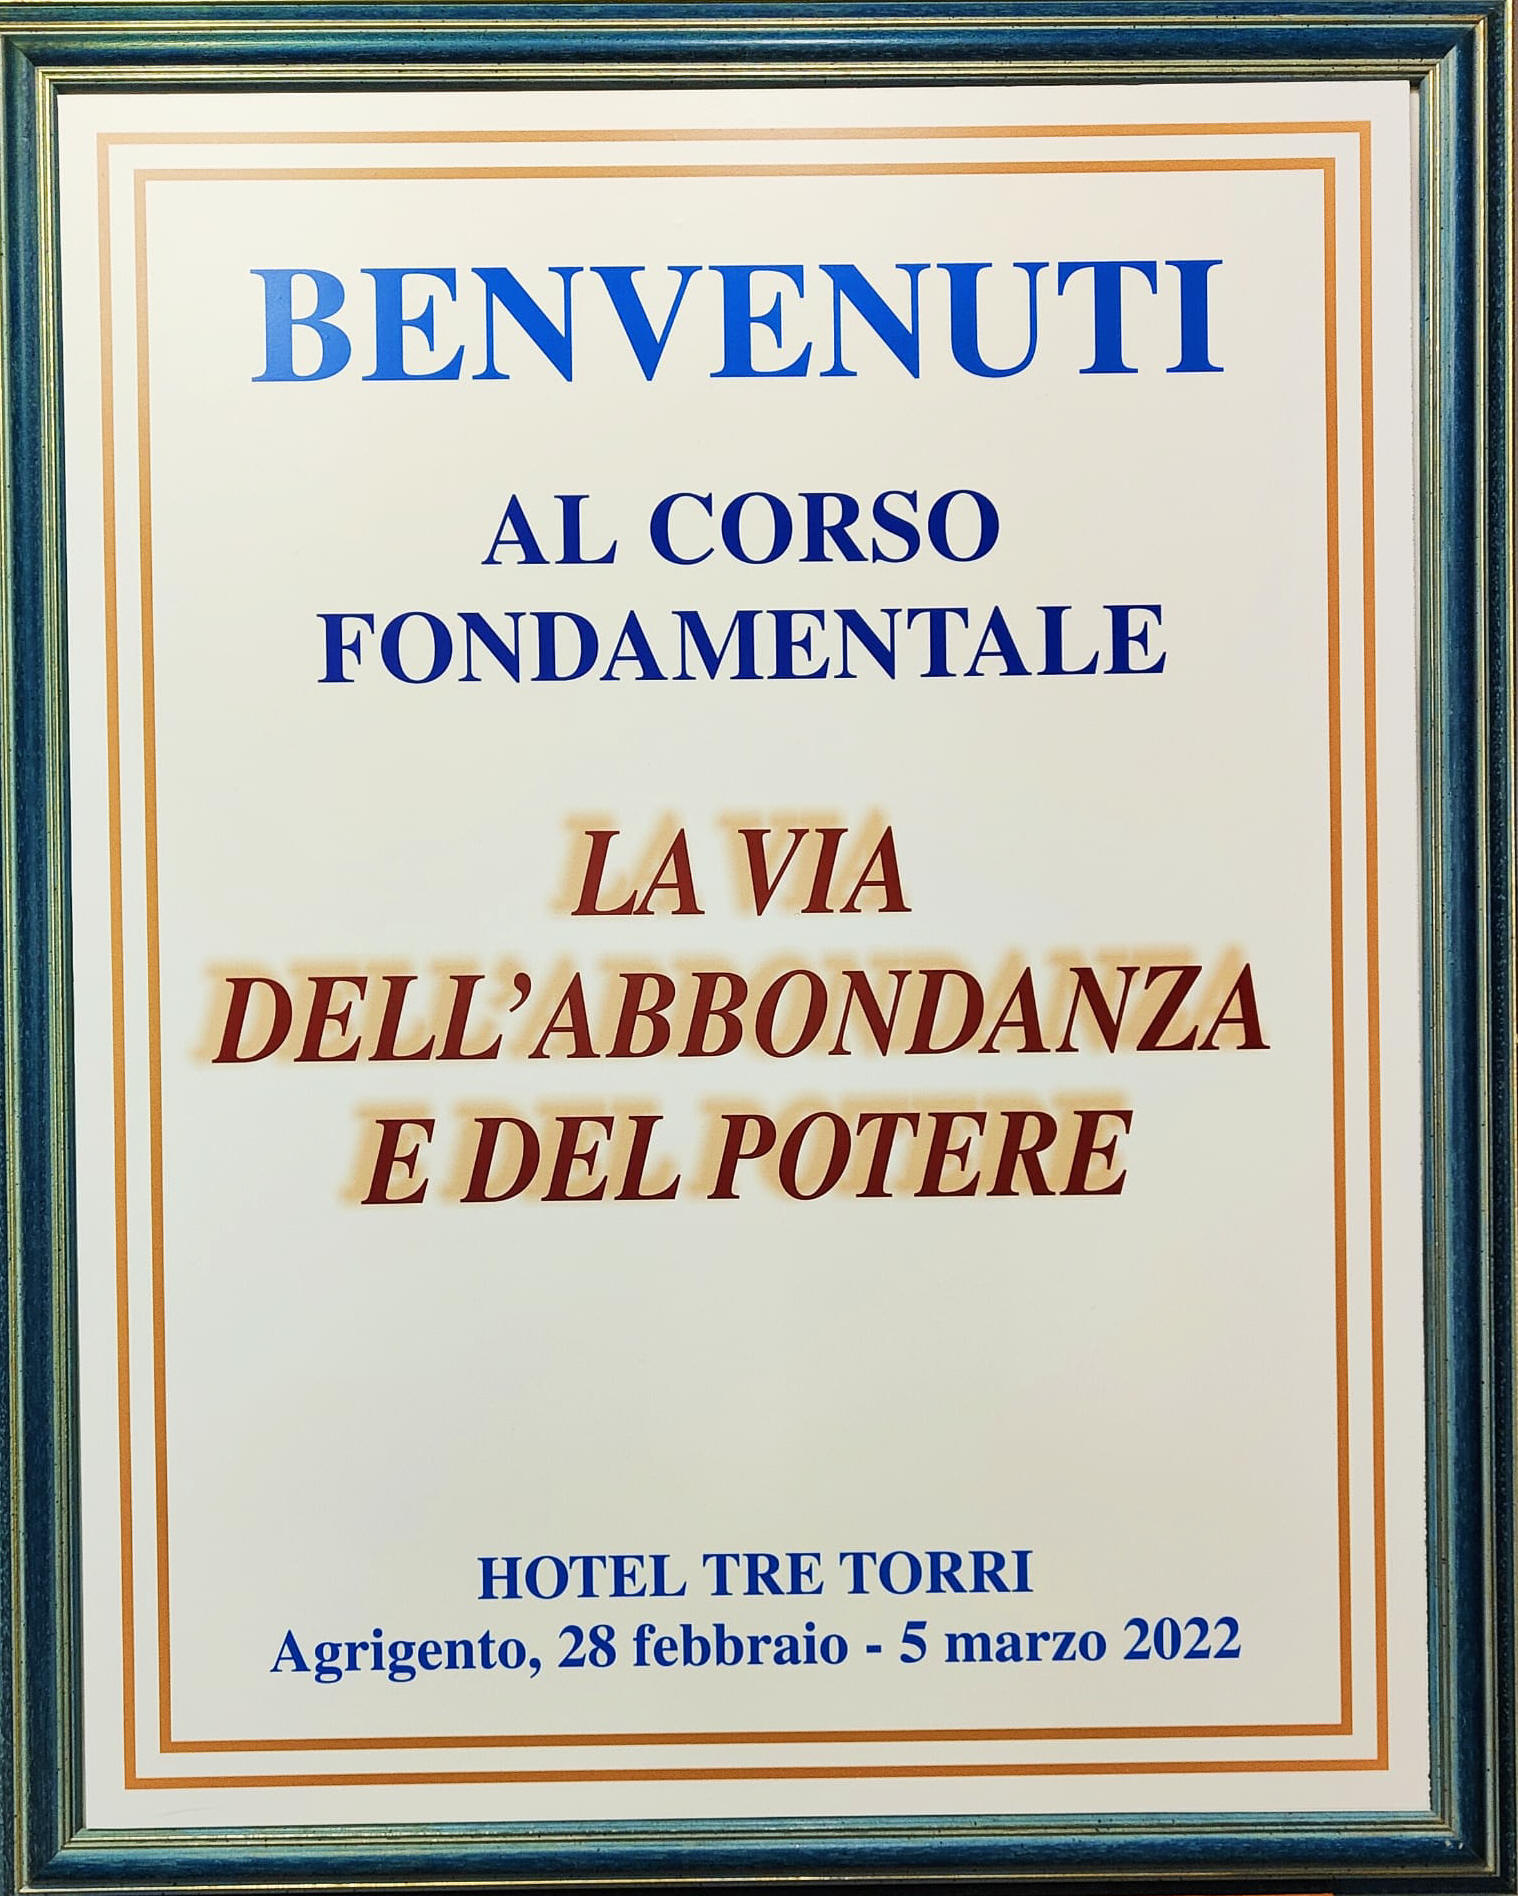 BENVENUTI
AL CORSO
FONDAMENTALE
LA VIA
DELL’ABBONDANZA
E DEL POTERE
HOTEL TRE TORRI
Agrigento, 28 febbraio - 5 marzo 2022